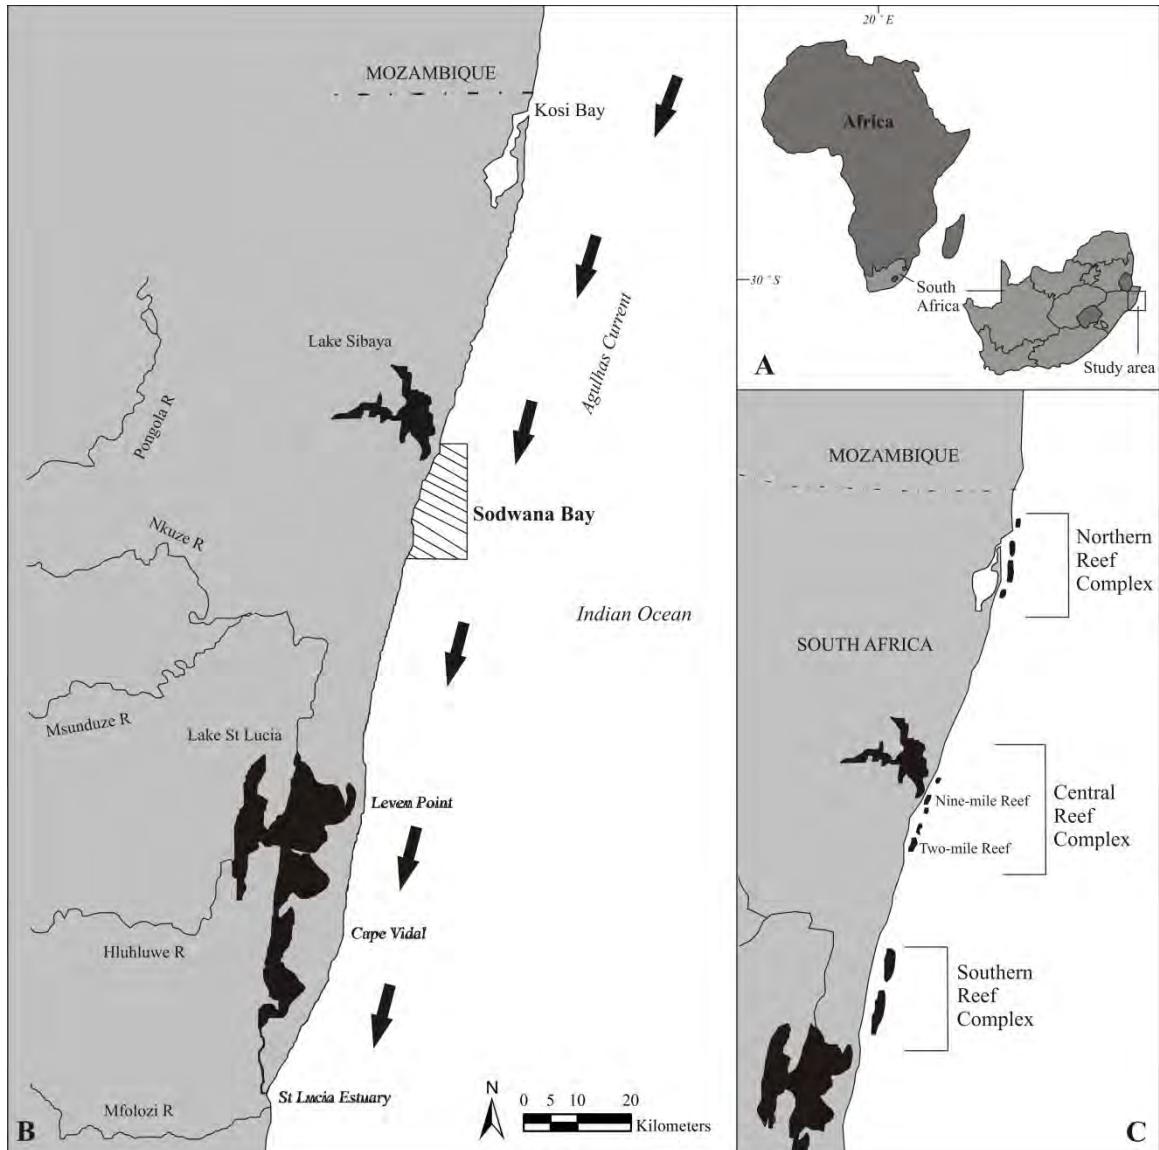 MOZAMBIQUE
Kosi Bay
Lake Sibaya
Agulhas Current
Pongola R
Sodwana Bay
Nkuze R
Indian Ocean
Msunduze R
Lake St Lucia
Leven Point
Cape Vidal
Hluhluwe R
St Lucia Estuary
Mfolozi R
N
0 5 10 20
Kilometers
B
20° E
Africa
30° S
South
Africa
Study area
A
MOZAMBIQUE
Northern
Reef
Complex
SOUTH AFRICA
Nine-mile Reef
Two-mile Reef
Central
Reef
Complex
Southern
Reef
Complex
C